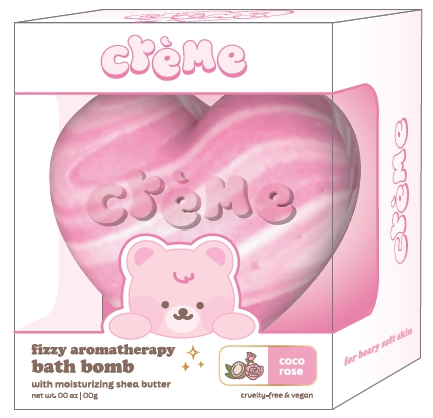 crème
crème
crème
fizzy aromatherapy
bath bomb
with moisturizing shea butter
net wt. 00 oz | 00g
coco
rose
cruelty-free & vegan
for beary soft skin